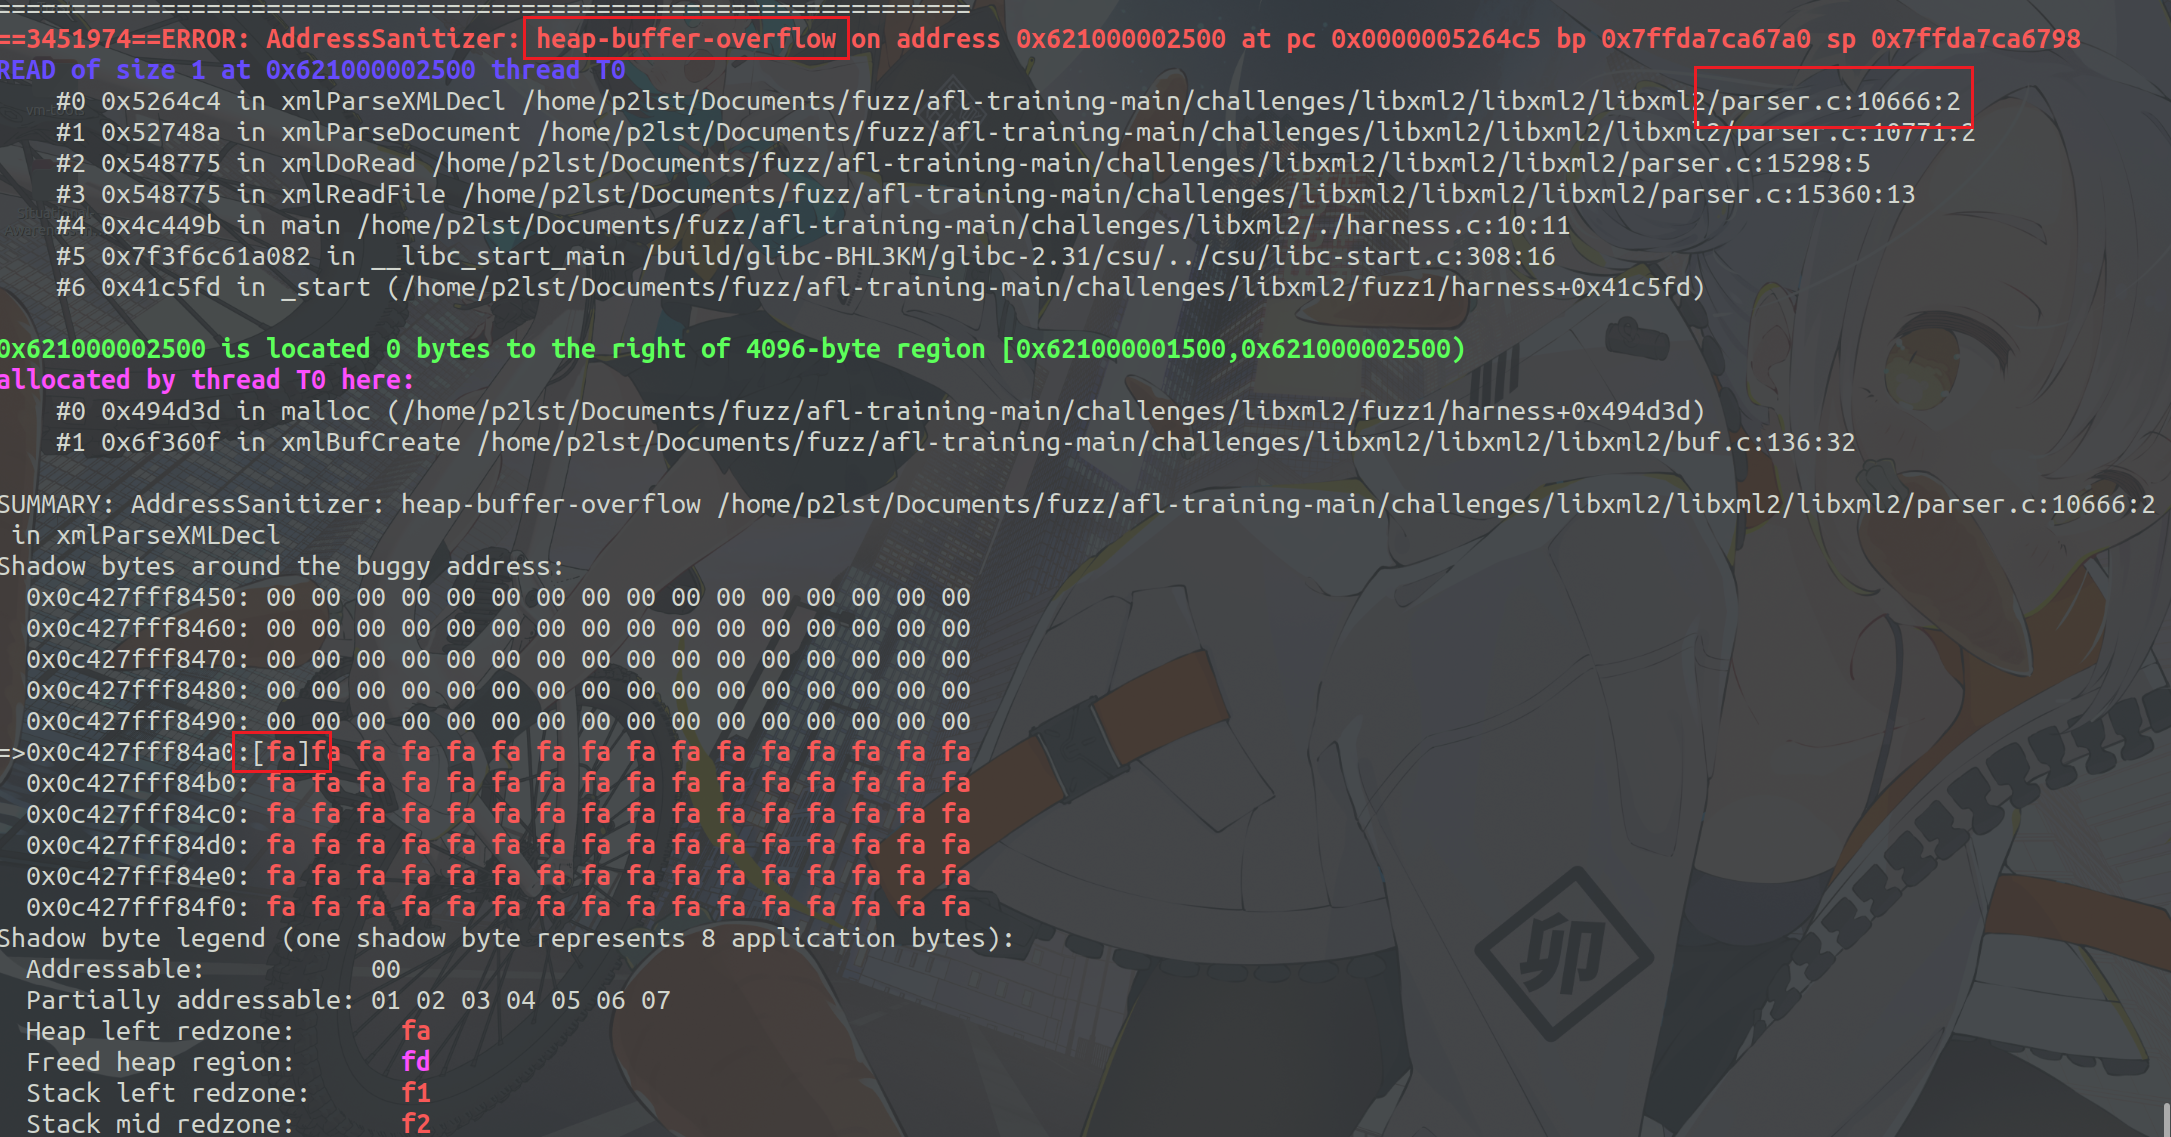 =================================================================
==3451974==ERROR: AddressSanitizer: heap-buffer-overflow on address 0x621000002500 at pc 0x0000005264c5 bp 0x7ffda7ca67a0 sp 0x7ffda7ca6798
READ of size 1 at 0x621000002500 thread T0
    #0 0x5264c4 in xmlParseXMLDecl /home/p2lst/Documents/fuzz/afl-training-main/challenges/libxml2/libxml2/libxml2/parser.c:10666:2
    #1 0x52748a in xmlParseDocument /home/p2lst/Documents/fuzz/afl-training-main/challenges/libxml2/libxml2/libxml2/parser.c:10771:2
    #2 0x548775 in xmlDoRead /home/p2lst/Documents/fuzz/afl-training-main/challenges/libxml2/libxml2/libxml2/parser.c:15298:5
    #3 0x548775 in xmlReadFile /home/p2lst/Documents/fuzz/afl-training-main/challenges/libxml2/libxml2/libxml2/parser.c:15360:13
    #4 0x4c449b in main /home/p2lst/Documents/fuzz/afl-training-main/challenges/libxml2/./harness.c:10:11
    #5 0x7f3f6c61a082 in __libc_start_main /build/glibc-BHL3KM/glibc-2.31/csu/../csu/libc-start.c:308:16
    #6 0x41c5fd in _start (/home/p2lst/Documents/fuzz/afl-training-main/challenges/libxml2/fuzz1/harness+0x41c5fd)
0x621000002500 is located 0 bytes to the right of 4096-byte region [0x621000001500,0x621000002500)
allocated by thread T0 here:
    #0 0x494d3d in malloc (/home/p2lst/Documents/fuzz/afl-training-main/challenges/libxml2/fuzz1/harness+0x494d3d)
    #1 0x6f360f in xmlBufCreate /home/p2lst/Documents/fuzz/afl-training-main/challenges/libxml2/libxml2/libxml2/buf.c:136:32
SUMMARY: AddressSanitizer: heap-buffer-overflow /home/p2lst/Documents/fuzz/afl-training-main/challenges/libxml2/libxml2/libxml2/parser.c:10666:2
 in xmlParseXMLDecl
Shadow bytes around the buggy address:
  0x0c427fff8450: 00 00 00 00 00 00 00 00 00 00 00 00 00 00 00 00
  0x0c427fff8460: 00 00 00 00 00 00 00 00 00 00 00 00 00 00 00 00
  0x0c427fff8470: 00 00 00 00 00 00 00 00 00 00 00 00 00 00 00 00
  0x0c427fff8480: 00 00 00 00 00 00 00 00 00 00 00 00 00 00 00 00
  0x0c427fff8490: 00 00 00 00 00 00 00 00 00 00 00 00 00 00 00 00
=>0x0c427fff84a0:[fa]fa fa fa fa fa fa fa fa fa fa fa fa fa fa fa
  0x0c427fff84b0: fa fa fa fa fa fa fa fa fa fa fa fa fa fa fa fa
  0x0c427fff84c0: fa fa fa fa fa fa fa fa fa fa fa fa fa fa fa fa
  0x0c427fff84d0: fa fa fa fa fa fa fa fa fa fa fa fa fa fa fa fa
  0x0c427fff84e0: fa fa fa fa fa fa fa fa fa fa fa fa fa fa fa fa
  0x0c427fff84f0: fa fa fa fa fa fa fa fa fa fa fa fa fa fa fa fa
Shadow byte legend (one shadow byte represents 8 application bytes):
  Addressable:           00
  Partially addressable: 01 02 03 04 05 06 07
  Heap left redzone:       fa
  Freed heap region:       fd
  Stack left redzone:      f1
  Stack mid redzone:       f2
卯